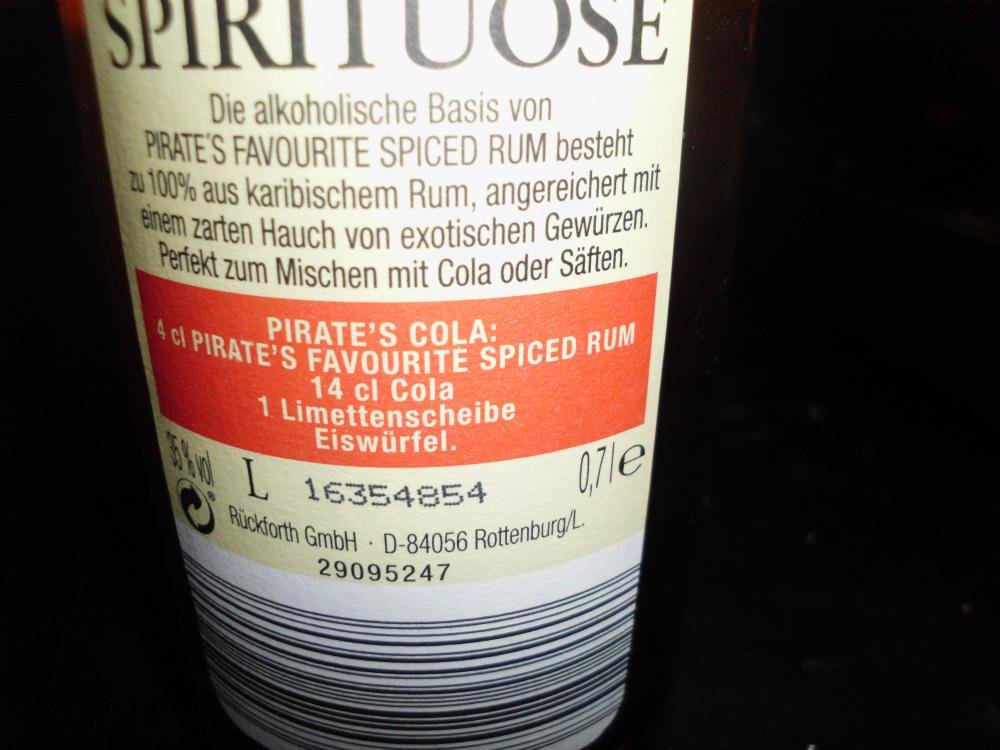 SPIRITUOSE
Die alkoholische Basis von
PIRATE'S FAVOURITE SPICED RUM besteht
zu 100% aus karibischem Rum, angereichert mit
einem zarten Hauch von exotischen Gewürzen.
Perfekt zum Mischen mit Cola oder Säften.
PIRATE'S COLA:
4 cl PIRATE'S FAVOURITE SPICED RUM
14 cl Cola
1 Limettenscheibe
Eiswürfel.
35 % vol L 16354854 0,7 l e
Rückforth GmbH · D-84056 Rottenburg/L.
29095247